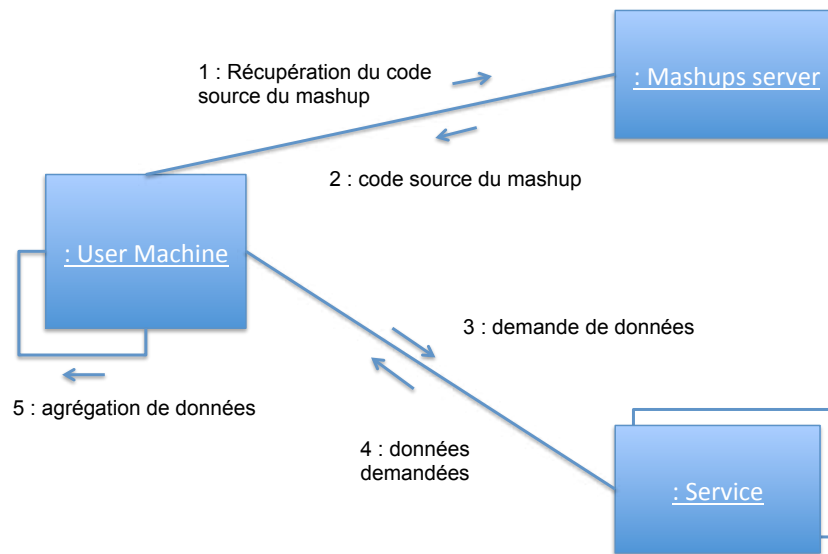 1 : Récupération du code
source du mashup
: Mashups server
2 : code source du mashup
: User Machine
3 : demande de données
5 : agrégation de données
4 : données
demandées
: Service